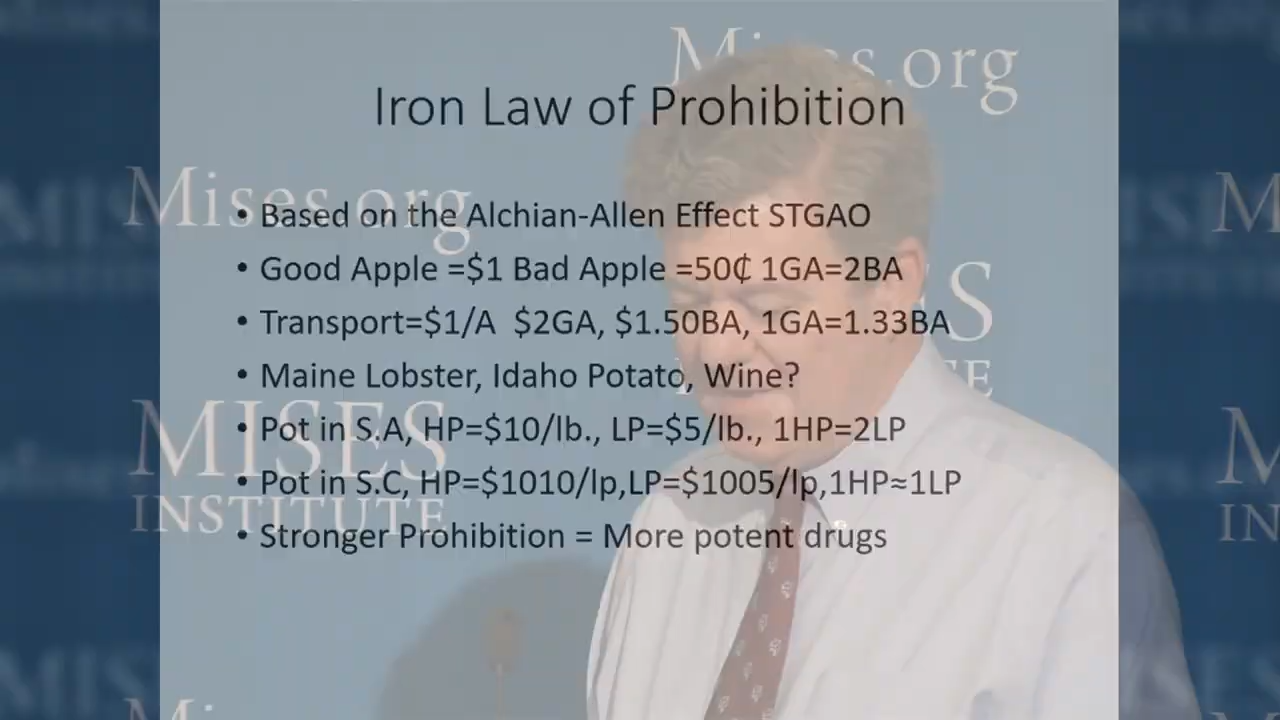 Mises.org
Iron Law of Prohibition
Mises.org
• Based on the Alchian-Allen Effect STGAO
• Good Apple =$1 Bad Apple =50₵ 1GA=2BA
• Transport=$1/A  $2GA, $1.50BA, 1GA=1.33BA
• Maine Lobster, Idaho Potato, Wine?
MISES
INSTITUTE
• Pot in S.A, HP=$10/lb., LP=$5/lb., 1HP=2LP
• Pot in S.C, HP=$1010/lp,LP=$1005/lp,1HP≈1LP
• Stronger Prohibition = More potent drugs